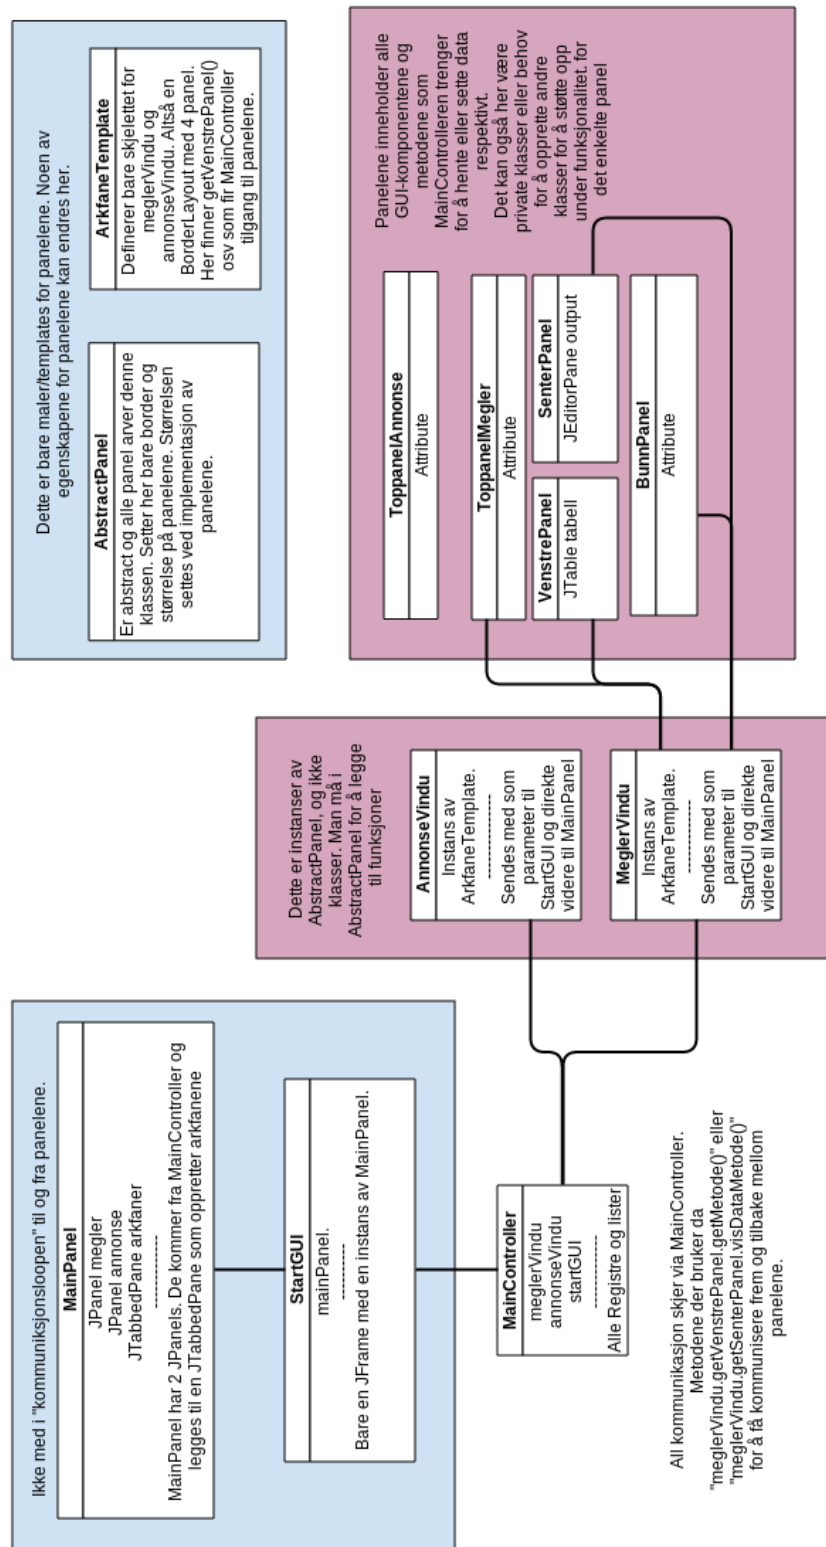 Ikke med i "kommuniksjonsloopen" til og fra panelene.
MainPanel
JPanel megler
JPanel annonse
JTabbedPane arkfaner
---------------
MainPanel har 2 JPanels. De kommer fra MainController og
legges til en JTabbedPane som oppretter arkfanene
StartGUI
mainPanel.
------------
Bare en JFrame med en instans av MainPanel.
MainController
meglerVindu
annonseVindu
startGUI
---------------
Alle Registre og lister
All kommunikasjon skjer via MainController.
Metodene der bruker da
"meglerVindu.getVenstrePanel.getMetode()" eller
"meglerVindu.getSenterPanel.visDataMetode()"
for å få kommunisere frem og tilbake mellom
panelene.
Dette er instanser av
AbstractPanel, og ikke
klasser. Man må i
AbstractPanel for å legge
til funksjoner
AnnonseVindu
Instans av
ArkfaneTemplate.
---------------
Sendes med som
parameter til
StartGUI og direkte
videre til MainPanel
MeglerVindu
Instans av
ArkfaneTemplate.
---------------
Sendes med som
parameter til
StartGUI og direkte
videre til MainPanel
Dette er bare maler/templates for panelene. Noen av
egenskapene for panelene kan endres her.
AbstractPanel
Er abstract og alle panel arver denne
klassen. Setter her bare border og
størrelse på panelene. Størrelsen
settes ved implementasjon av
panelene.
ArkfaneTemplate
Definerer bare skjelettet for
meglerVindu og
annonseVindu. Altså en
BorderLayout med 4 panel.
Her finner getVenstrePanel()
osv som fir MainController
tilgang til panelene.
Panelene inneholder alle
GUI-komponentene og
metodene som
MainControlleren trenger
for å hente eller sette data
respektivt.
Det kan også her være
private klasser eller behov
for å opprette andre
klasser for å støtte opp
under funksjonalitet. for
det enkelte panel
ToppanelAnnonse
Attribute
ToppanelMegler
Attribute
VenstrePanel
JTable tabell
SenterPanel
JEditorPane output
BunnPanel
Attribute